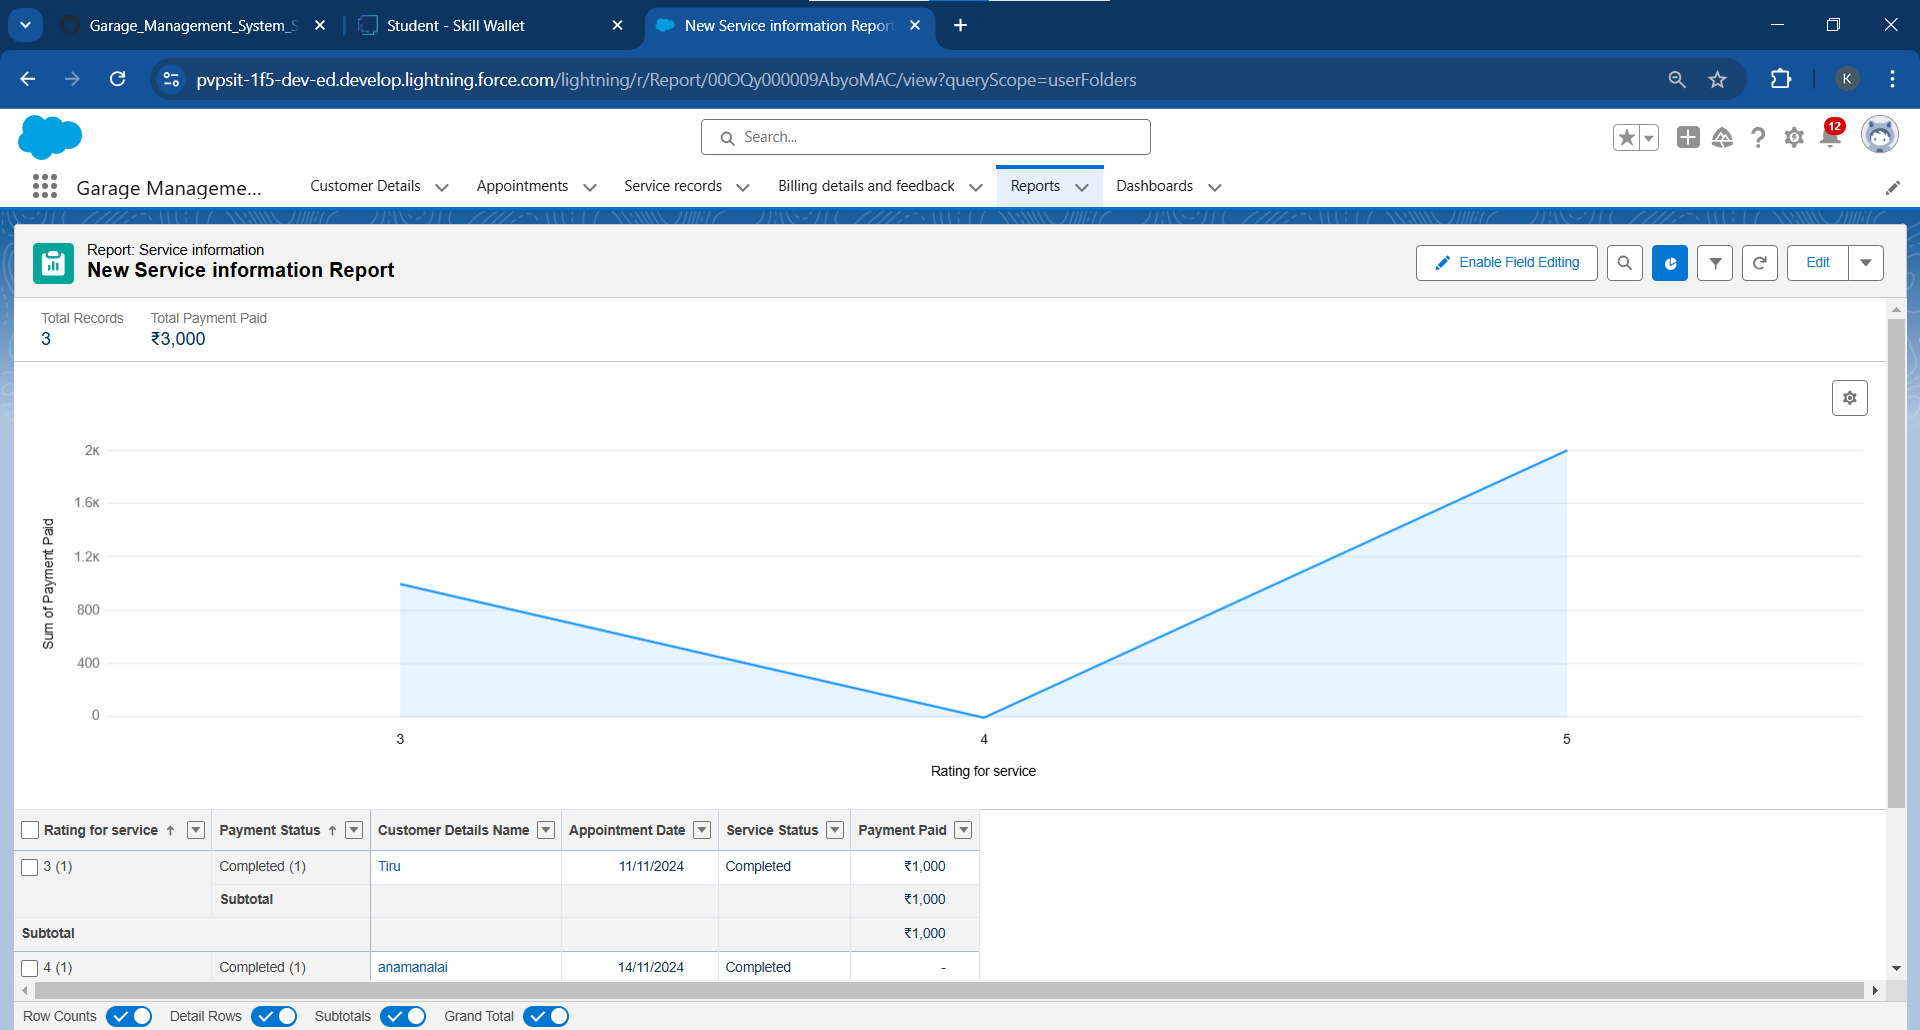 Garage_Management_System_S
Student - Skill Wallet
New Service information Repor
pvpsit-1f5-dev-ed.develop.lightning.force.com/lightning/r/Report/00OQy000009AbyoMAC/view?queryScope=userFolders
K
Search...
12
Garage Manageme...
Customer Details
Appointments
Service records
Billing details and feedback
Reports
Dashboards
Report: Service information
New Service information Report
Enable Field Editing
Edit
Total Records
3
Total Payment Paid
₹3,000
Sum of Payment Paid
2K
1.6K
1.2K
800
400
0
3
4
5
Rating for service
Rating for service ↑ Payment Status ↑ Customer Details Name Appointment Date Service Status Payment Paid
3 (1) Completed (1) Tiru 11/11/2024 Completed ₹1,000
Subtotal ₹1,000
Subtotal ₹1,000
4 (1) Completed (1) anamanalai 14/11/2024 Completed -
Row Counts Detail Rows Subtotals Grand Total